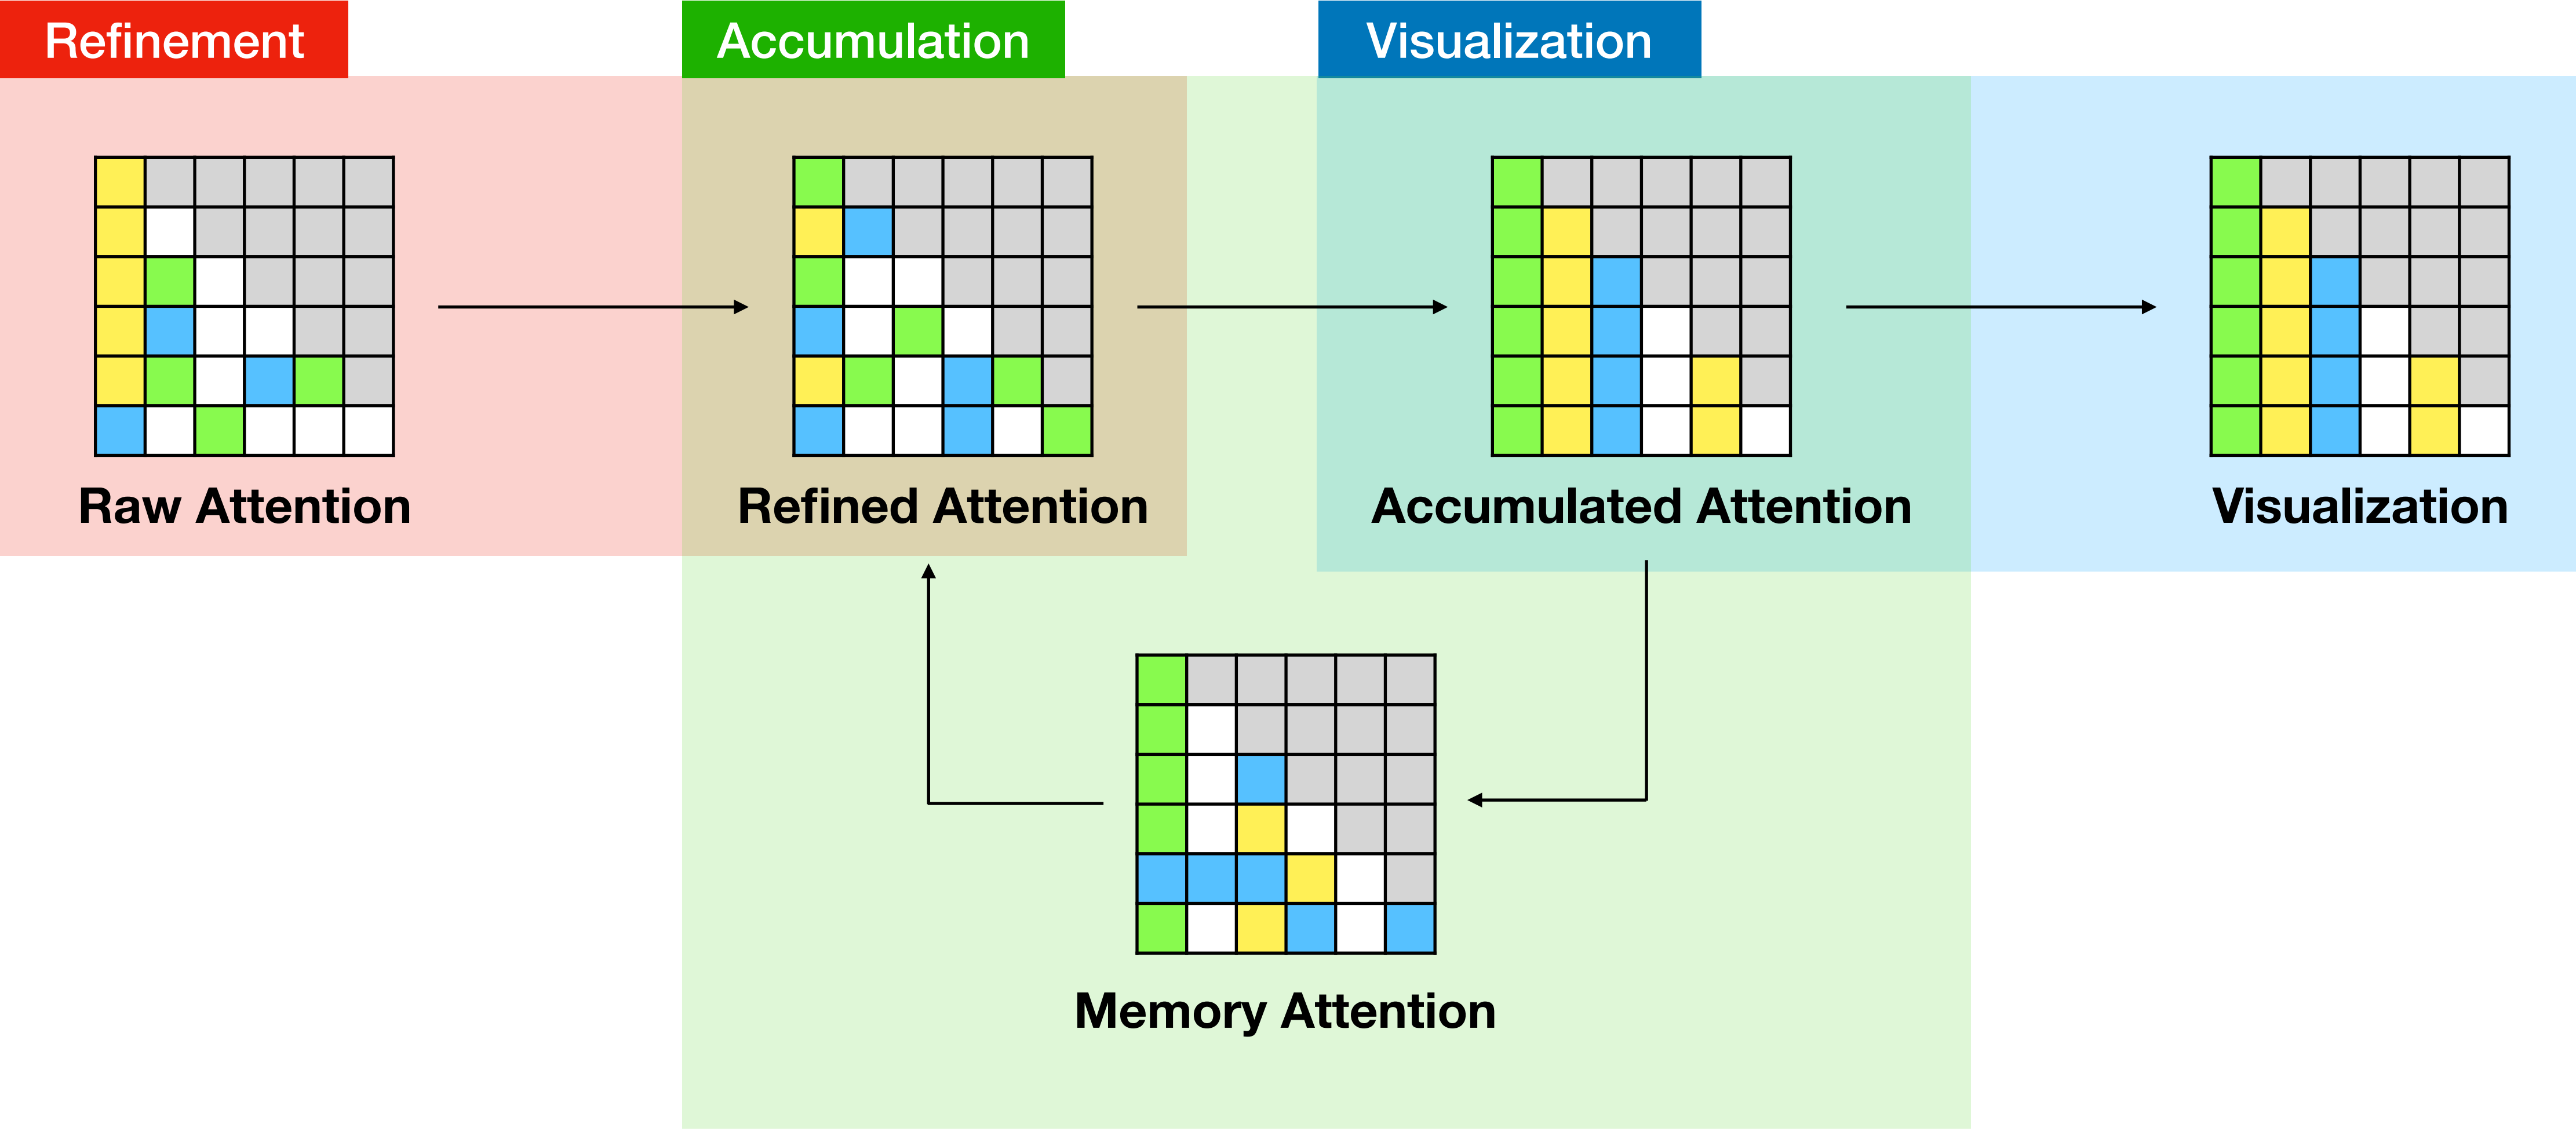 Refinement
Accumulation
Visualization
Raw Attention
Refined Attention
Accumulated Attention
Visualization
Memory Attention